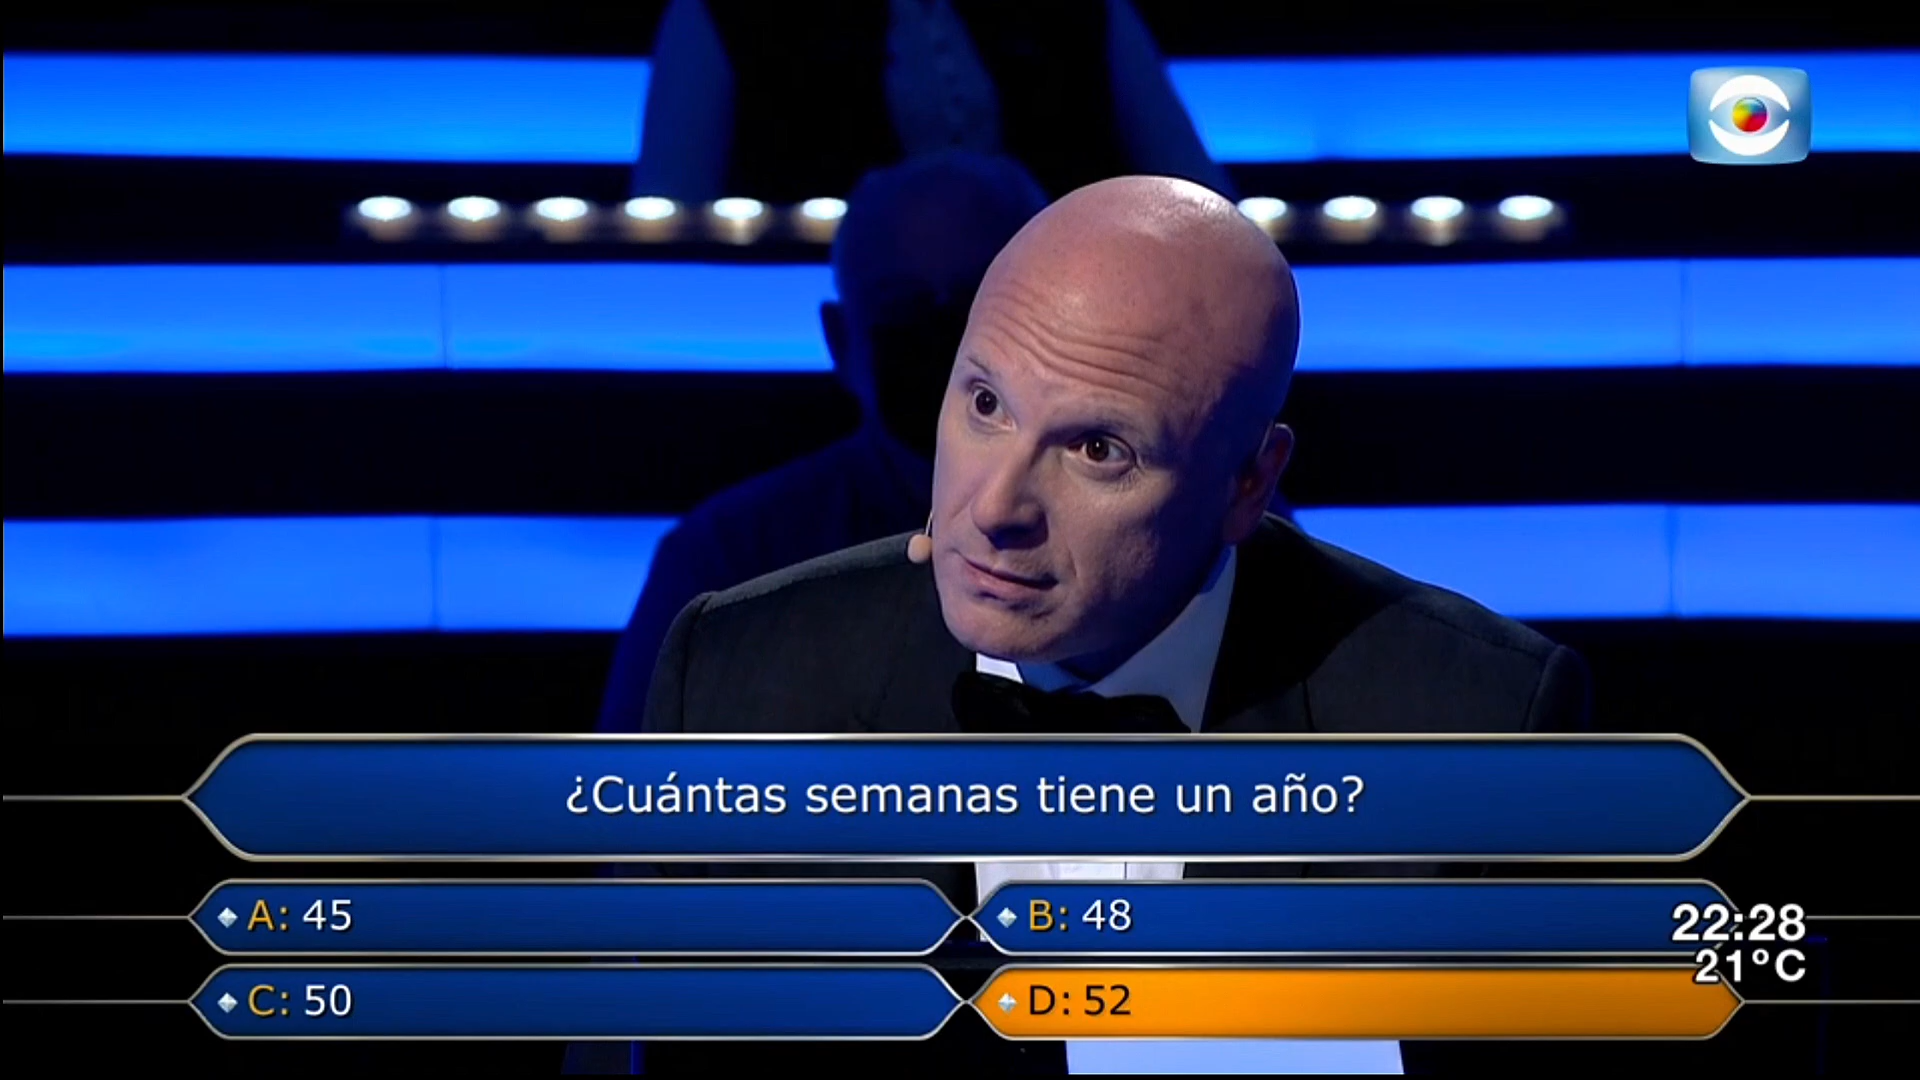 ¿Cuántas semanas tiene un año?
A: 45
B: 48
C: 50
D: 52
22:28
21°C